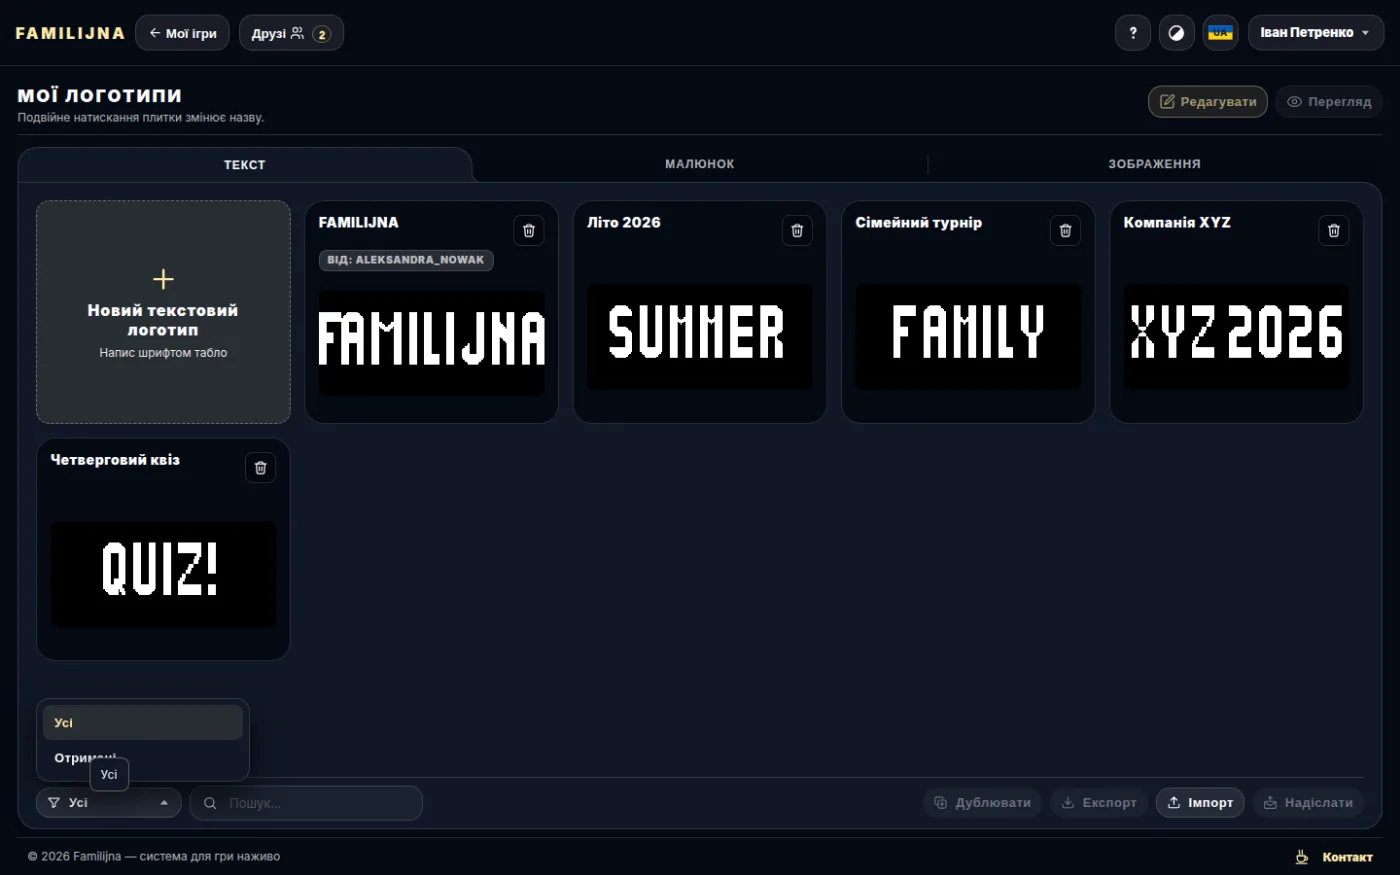 FAMILIJNA
← Мої ігри
Друзі 2
?
UA
Іван Петренко
МОЇ ЛОГОТИПИ
Подвійне натискання плитки змінює назву.
Редагувати
Перегляд
ТЕКСТ
МАЛЮНОК
ЗОБРАЖЕННЯ
Новий текстовий
логотип
Напис шрифтом табло
FAMILIJNA
ВІД: ALEKSANDRA_NOWAK
FAMILIJNA
Літо 2026
SUMMER
Сімейний турнір
FAMILY
Компанія XYZ
XYZ 2026
Четверговий квіз
QUIZ!
Усі
Усі
Усі
Пошук...
Дублювати
Експорт
Імпорт
Надіслати
© 2026 Familijna — система для гри наживо
Контакт